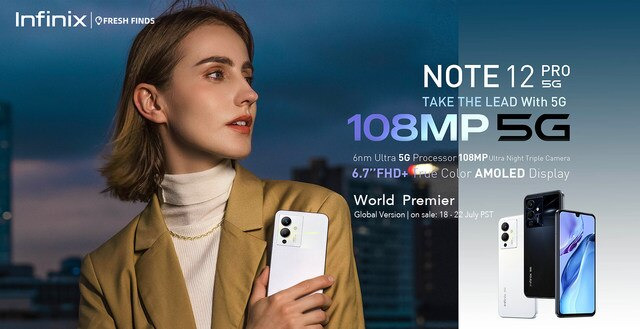 Infinix | FRESH FINDS
NOTE 12 PRO 5G
TAKE THE LEAD With 5G
108MP 5G
6nm Ultra 5G Processor 108MP Ultra Night Triple Camera
6.7’’FHD+ True Color AMOLED Display
World Premier
Global Version | on sale: 18 - 22 July PST